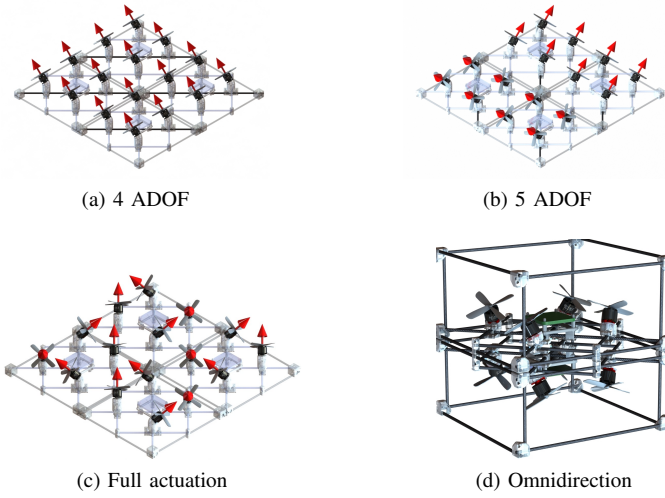 (a) 4 ADOF
(b) 5 ADOF
(c) Full actuation
(d) Omnidirection